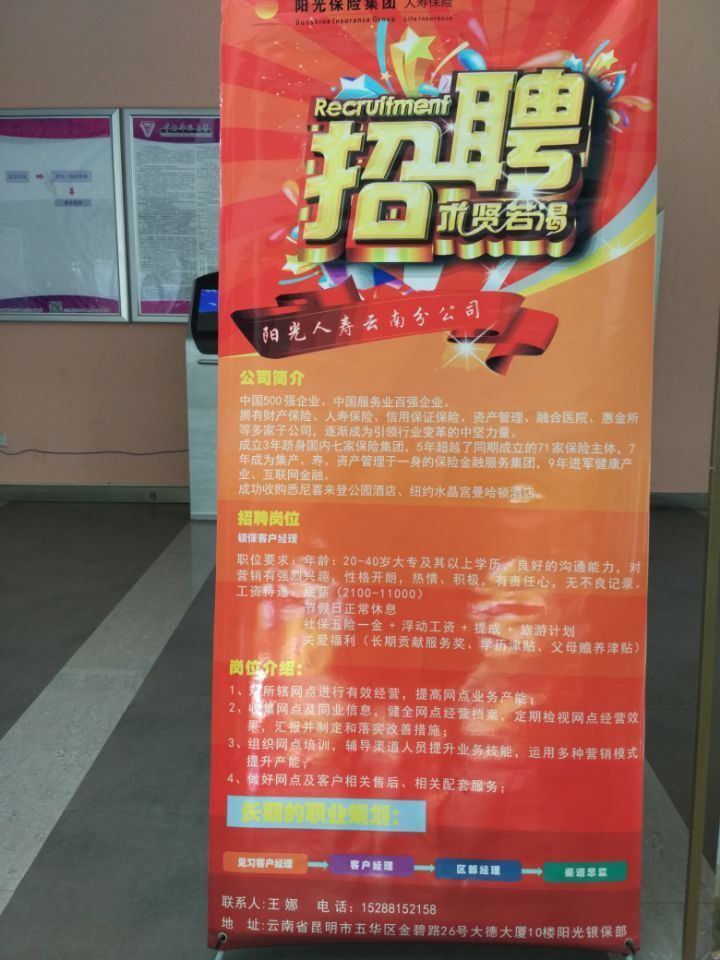 阳光保险集团 人寿保险
Sunshine Insurance Group Life Insurance
Recruitment
招聘
求贤若渴
阳光人寿云南分公司
公司简介
中国500强企业、中国服务业百强企业。
拥有财产保险、人寿保险、信用保证保险、资产管理、融合医院、惠金所
等多家子公司，逐渐成为引领行业变革的中坚力量。
成立3年跻身国内七家保险集团，5年超越了同期成立的71家保险主体，7
年成为集产、寿、资产管理于一身的保险金融服务集团，9年进军健康产
业、互联网金融。
成功收购悉尼喜来登公园酒店、纽约水晶宫曼哈顿酒店。
招聘岗位
银保客户经理
职位要求：年龄：20-40岁大专及其以上学历，良好的沟通能力，对
营销有强烈兴趣，性格开朗，热情、积极，有责任心，无不良记录。
工资待遇：底薪（2100-11000）
节假日正常休息
社保五险一金 + 浮动工资 + 提成 + 旅游计划
关爱福利（长期贡献服务奖、学历津贴、父母赡养津贴）
岗位介绍：
1、对所辖网点进行有效经营，提高网点业务产能；
2、收集网点及同业信息，健全网点经营档案，定期检视网点经营效
果，汇报并制定和落实改善措施；
3、组织网点培训，辅导渠道人员提升业务技能，运用多种营销模式
提升产能；
4、做好网点及客户相关售后、相关配套服务；
长期的职业规划：
见习客户经理 客户经理 区部经理 渠道总监
联系人:王 娜 电 话：15288152158
地 址:云南省昆明市五华区金碧路26号大德大厦10楼阳光银保部